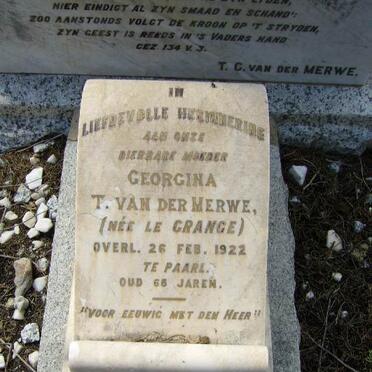 LYDEN,
HIER EINDIGT AL ZYN SMAAD EN SCHAND';
ZOO AANSTONDS VOLGT DE KROON OP 'T STRYDEN,
ZYN GEEST IS REEDS IN 'S VADERS HAND
GEZ 134 V. 3.
T. C. VAN DER MERWE.
IN
LIEFDEVOLLE HERINNERING
AAN ONZE
DIERBARE MOEDER
GEORGINA
T. VAN DER MERWE,
(NÉE LE GRANGE)
OVERL. 26 FEB. 1922
TE PAARL.
OUD 66 JAREN.
"VOOR EEUWIG MET DEN HEER"